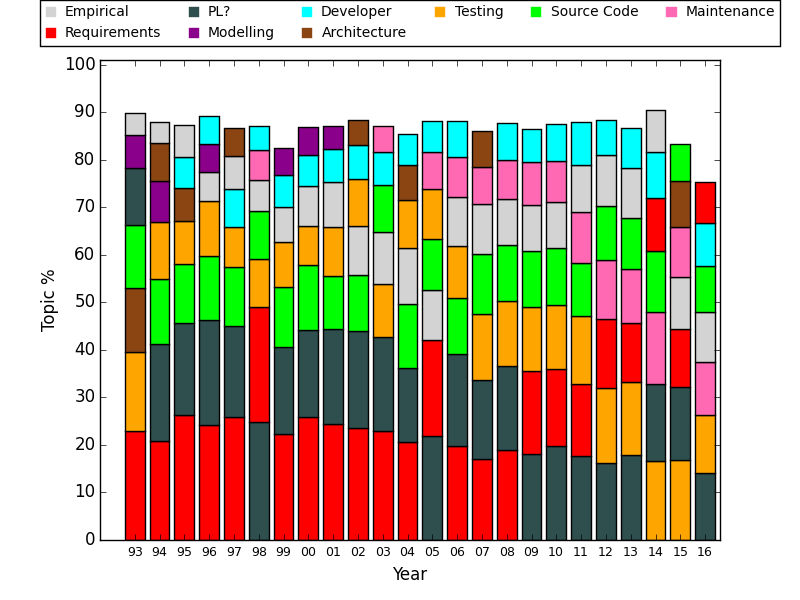 Empirical PL? Developer Testing Source Code Maintenance
Requirements Modelling Architecture
100
90
80
70
60
50
40
30
20
10
0
Topic %
93 94 95 96 97 98 99 00 01 02 03 04 05 06 07 08 09 10 11 12 13 14 15 16
Year